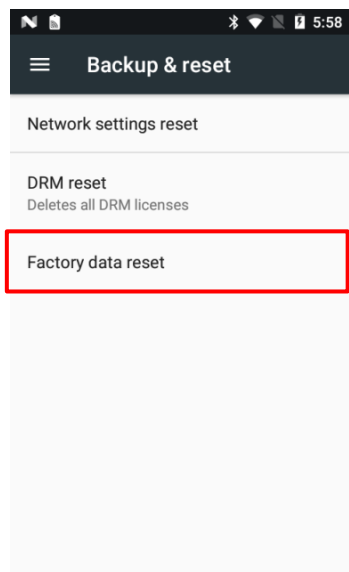 5:58
Backup & reset
Network settings reset
DRM reset
Deletes all DRM licenses
Factory data reset